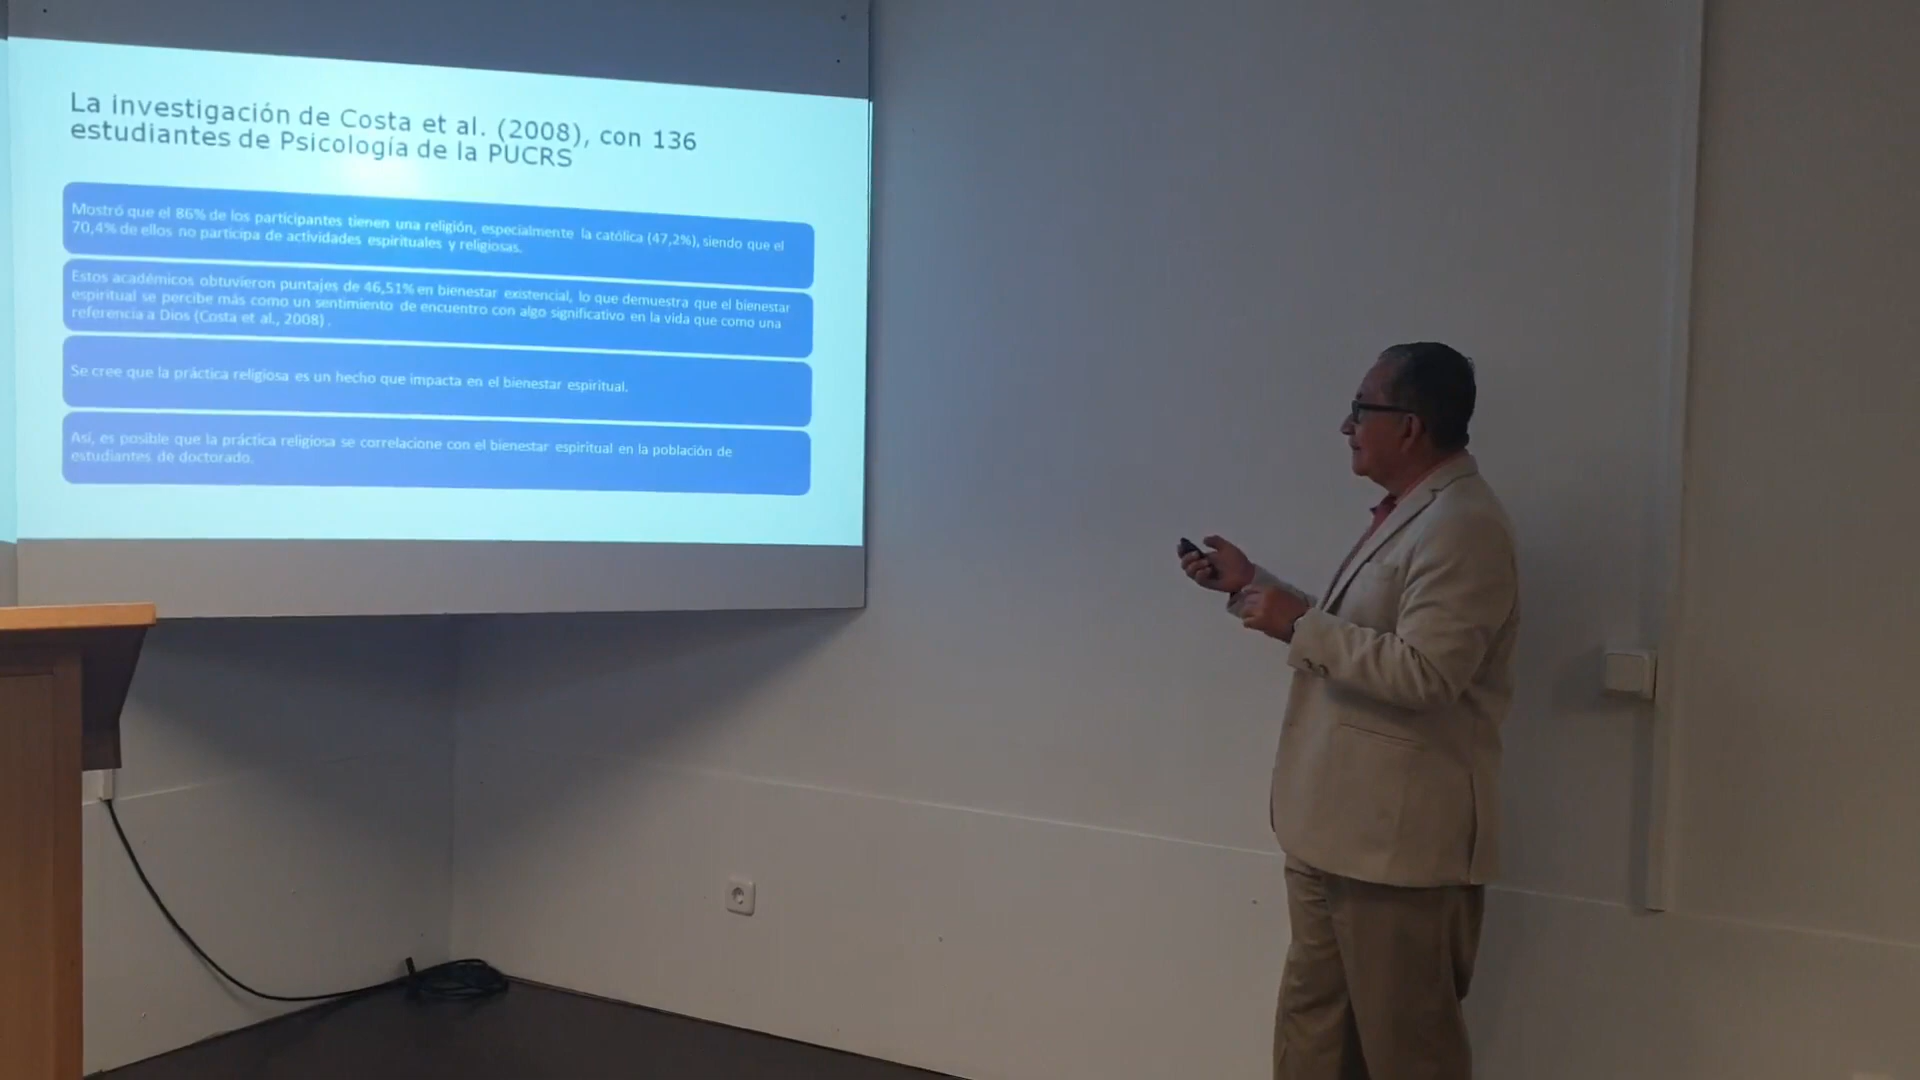 La investigación de Costa et al. (2008), con 136
estudiantes de Psicología de la PUCRS
Mostró que el 86% de los participantes tienen una religión, especialmente la católica (47,2%), siendo que el
70,4% de ellos no participa de actividades espirituales y religiosas.
Estos académicos obtuvieron puntajes de 46,51% en bienestar existencial, lo que demuestra que el bienestar
espiritual se percibe más como un sentimiento de encuentro con algo significativo en la vida que como una
referencia a Dios (Costa et al., 2008) .
Se cree que la práctica religiosa es un hecho que impacta en el bienestar espiritual.
Así, es posible que la práctica religiosa se correlacione con el bienestar espiritual en la población de
estudiantes de doctorado.